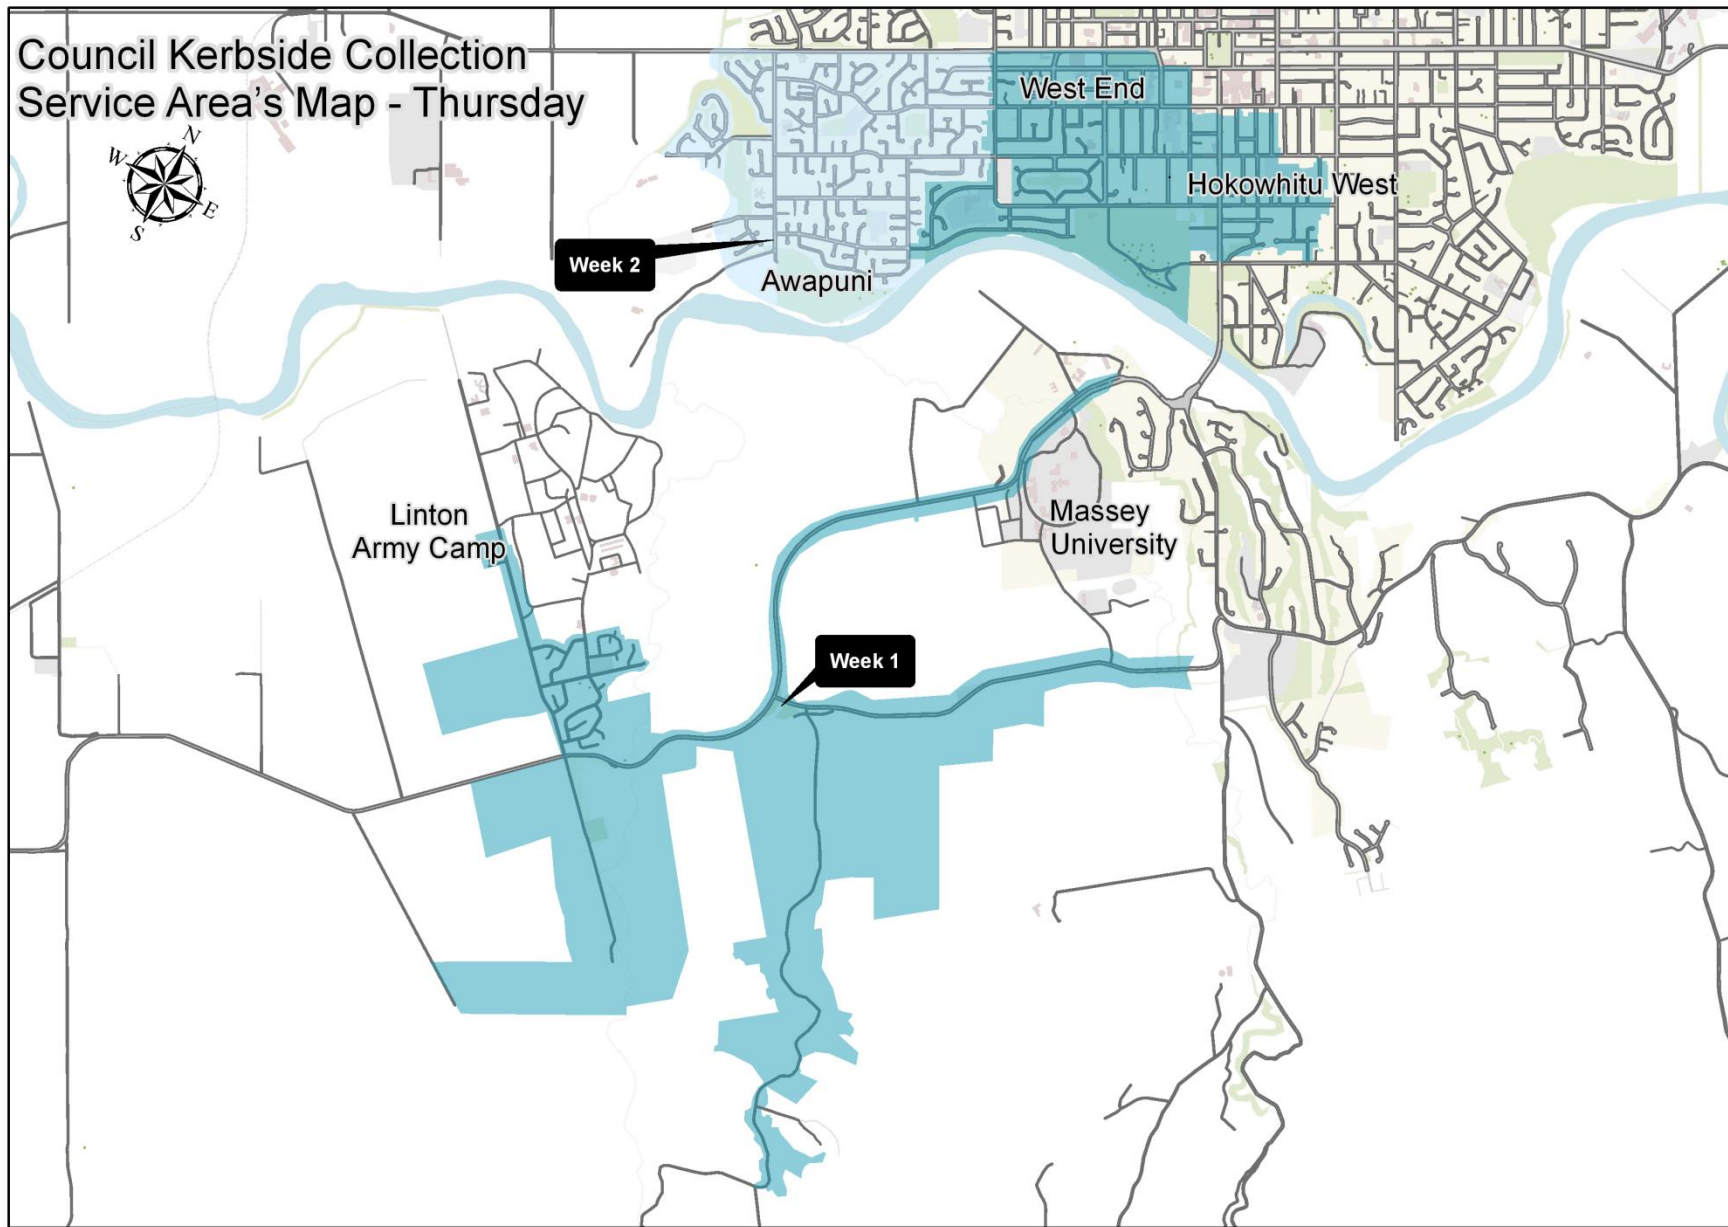 Council Kerbside Collection
Service Area's Map - Thursday
N
W
E
S
West End
Hokowhitu West
Week 2
Awapuni
Linton
Army Camp
Massey
University
Week 1